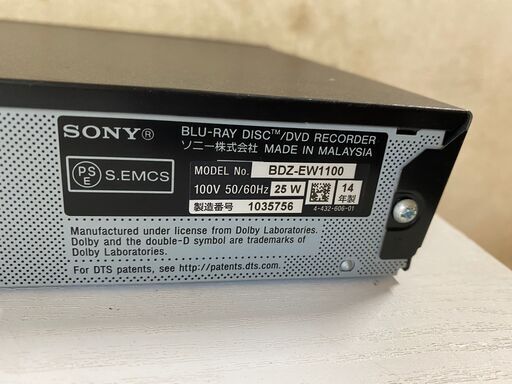 SONY®
BLU-RAY DISC™/DVD RECORDER
ソニー株式会社 MADE IN MALAYSIA
PSE S.EMCS
MODEL No. BDZ-EW1100
100V 50/60Hz 25 W 14年製
製造番号 1035756
4-432-606-01
Manufactured under license from Dolby Laboratories.
Dolby and the double-D symbol are trademarks of
Dolby Laboratories.
For DTS patents, see http://patents.dts.com.